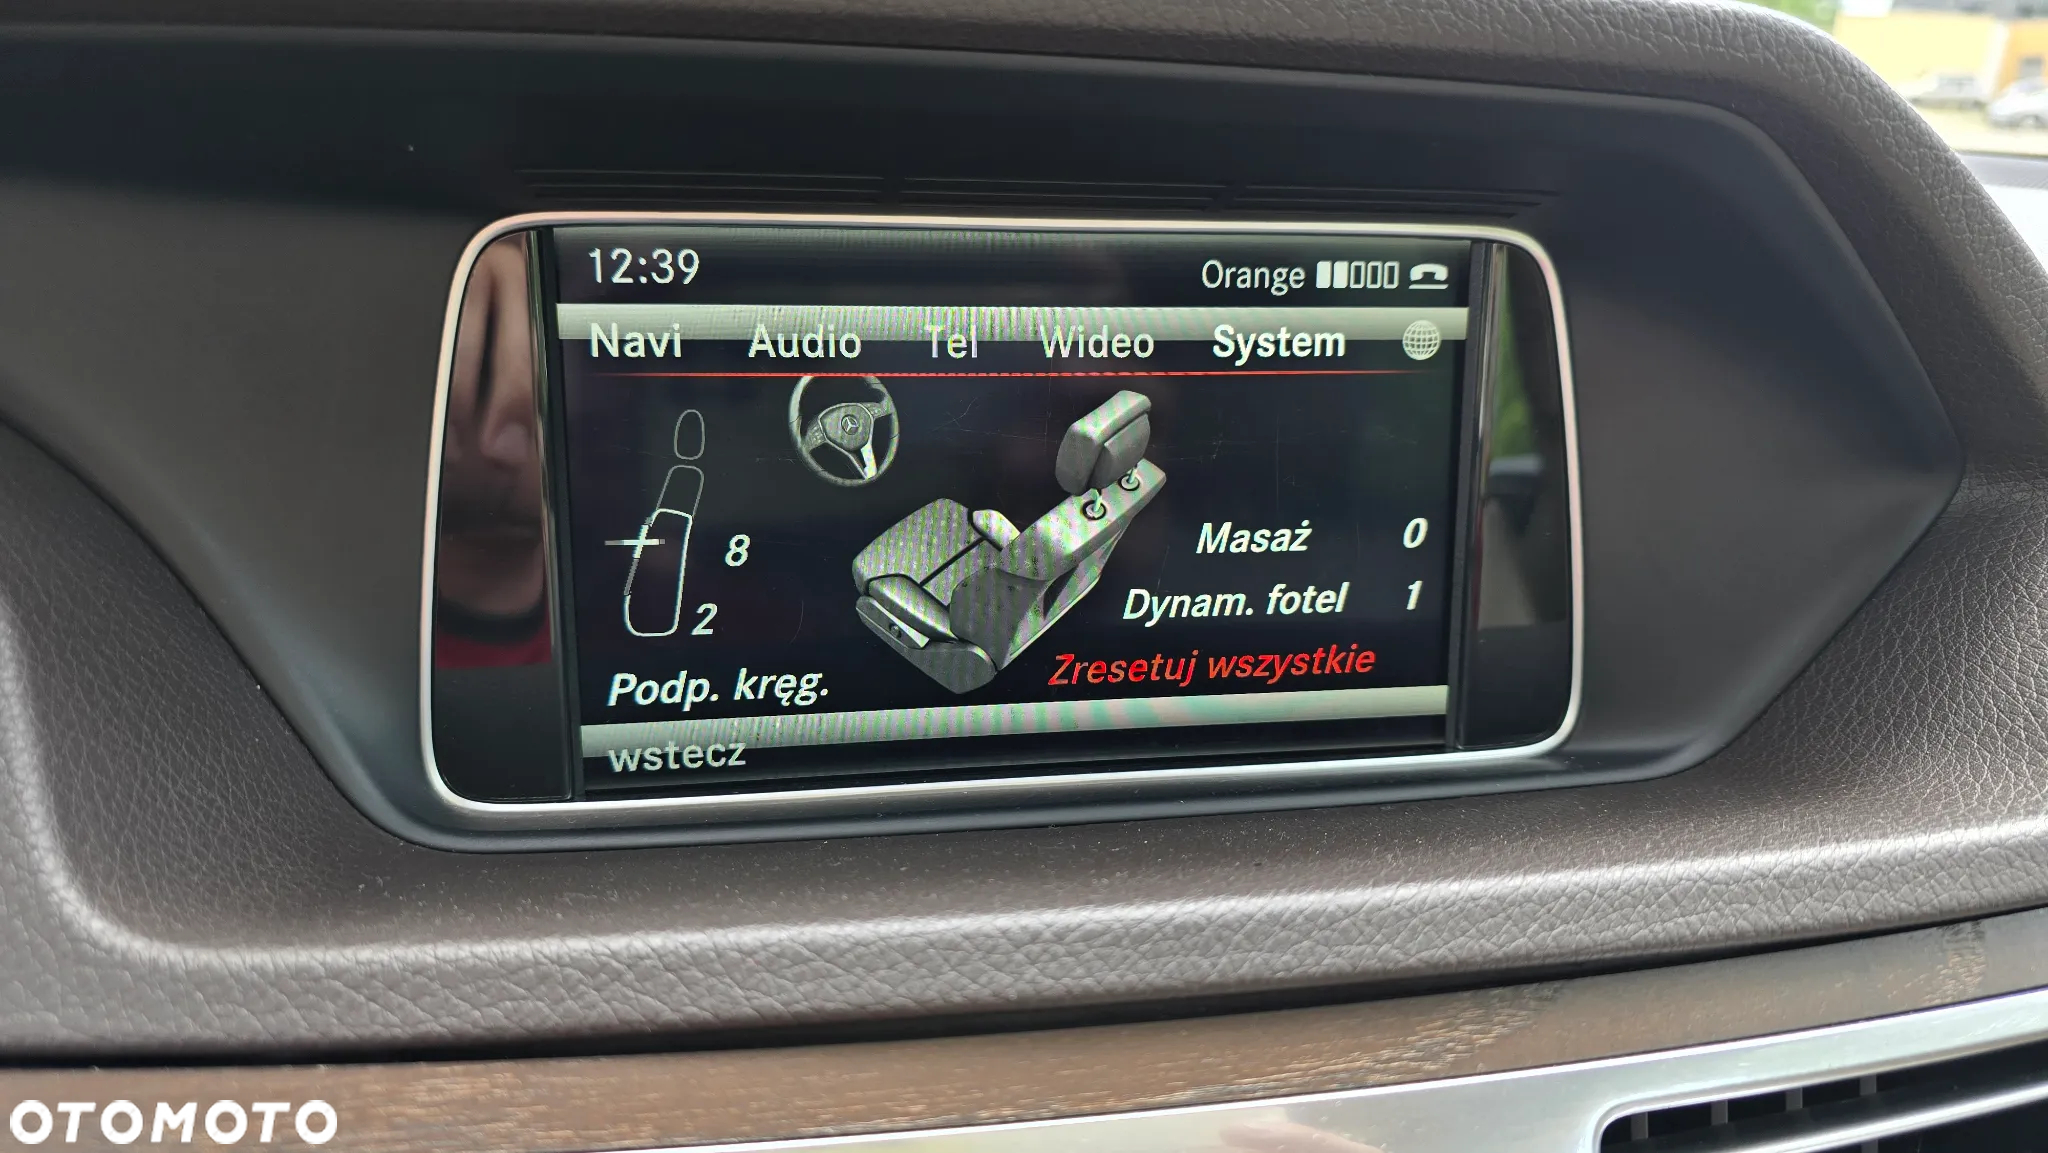 12:39 Orange
Navi Audio Tel Wideo System
8
2
Masaż 0
Dynam. fotel 1
Zresetuj wszystkie
Podp. kręg.
wstecz
OTOMOTO